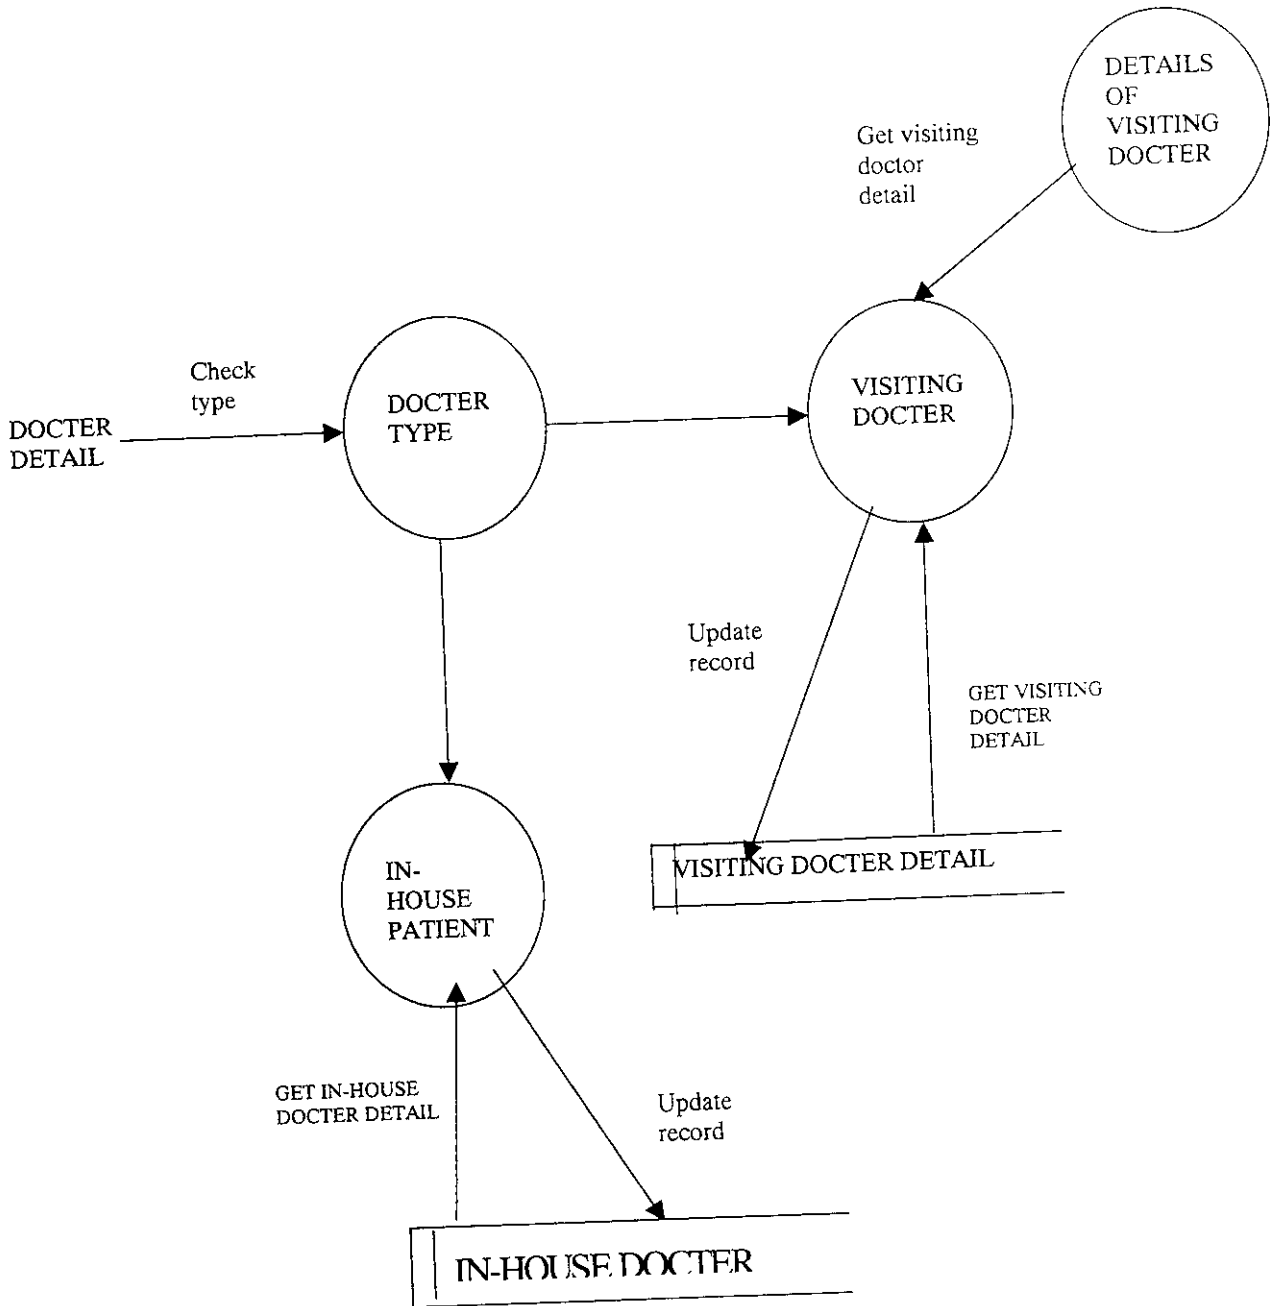 DETAILS
OF
VISITING
DOCTER
Get visiting
doctor
detail
Check
type
DOCTER
DETAIL
DOCTER
TYPE
VISITING
DOCTER
Update
record
GET VISITING
DOCTER
DETAIL
VISITING DOCTER DETAIL
IN-
HOUSE
PATIENT
GET IN-HOUSE
DOCTER DETAIL
Update
record
IN-HOUSE DOCTER